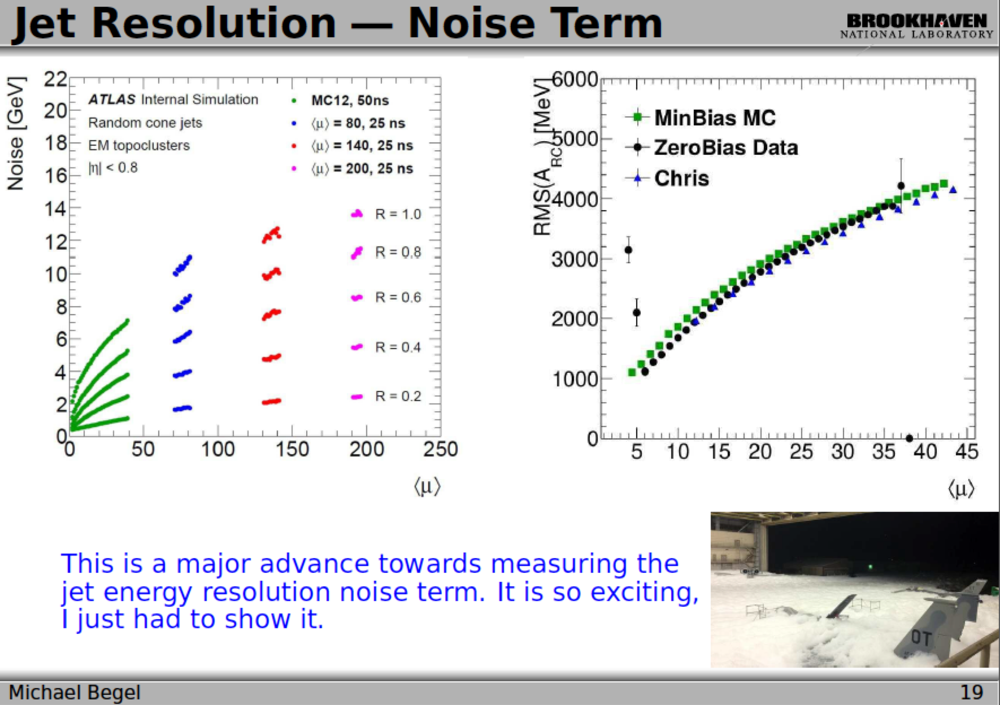 Jet Resolution — Noise Term
BROOKHAVEN
NATIONAL LABORATORY
Noise [GeV]
22
20
18
16
14
12
10
8
6
4
2
0
ATLAS Internal Simulation
Random cone jets
EM topoclusters
|η| < 0.8
MC12, 50ns
⟨μ⟩ = 80, 25 ns
⟨μ⟩ = 140, 25 ns
⟨μ⟩ = 200, 25 ns
R = 1.0
R = 0.8
R = 0.6
R = 0.4
R = 0.2
0 50 100 150 200 250
⟨μ⟩
RMS(A_RC) [MeV]
6000
5000
4000
3000
2000
1000
0
MinBias MC
ZeroBias Data
Chris
5 10 15 20 25 30 35 40 45
⟨μ⟩
This is a major advance towards measuring the
jet energy resolution noise term. It is so exciting,
I just had to show it.
OT
Michael Begel
19